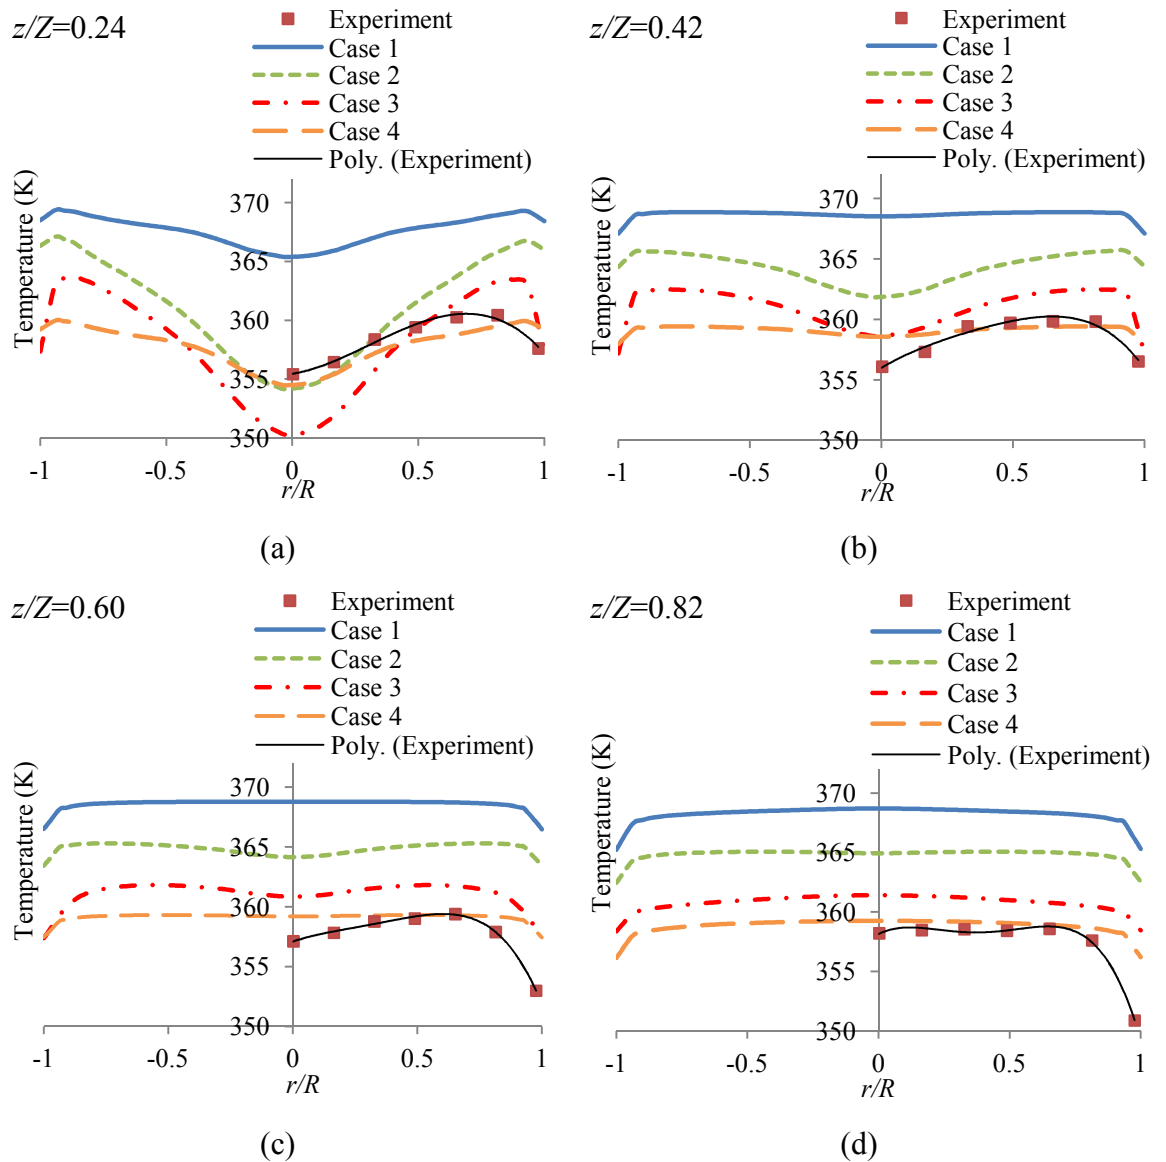 z/Z=0.24
Experiment
Case 1
Case 2
Case 3
Case 4
Poly. (Experiment)
Temperature (K)
370
365
360
355
350
-1
-0.5
0
0.5
1
r/R
(a)
z/Z=0.42
Experiment
Case 1
Case 2
Case 3
Case 4
Poly. (Experiment)
Temperature (K)
370
365
360
355
350
-1
-0.5
0
0.5
1
r/R
(b)
z/Z=0.60
Experiment
Case 1
Case 2
Case 3
Case 4
Poly. (Experiment)
Temperature (K)
370
365
360
355
350
-1
-0.5
0
0.5
1
r/R
(c)
z/Z=0.82
Experiment
Case 1
Case 2
Case 3
Case 4
Poly. (Experiment)
Temperature (K)
370
365
360
355
350
-1
-0.5
0
0.5
1
r/R
(d)